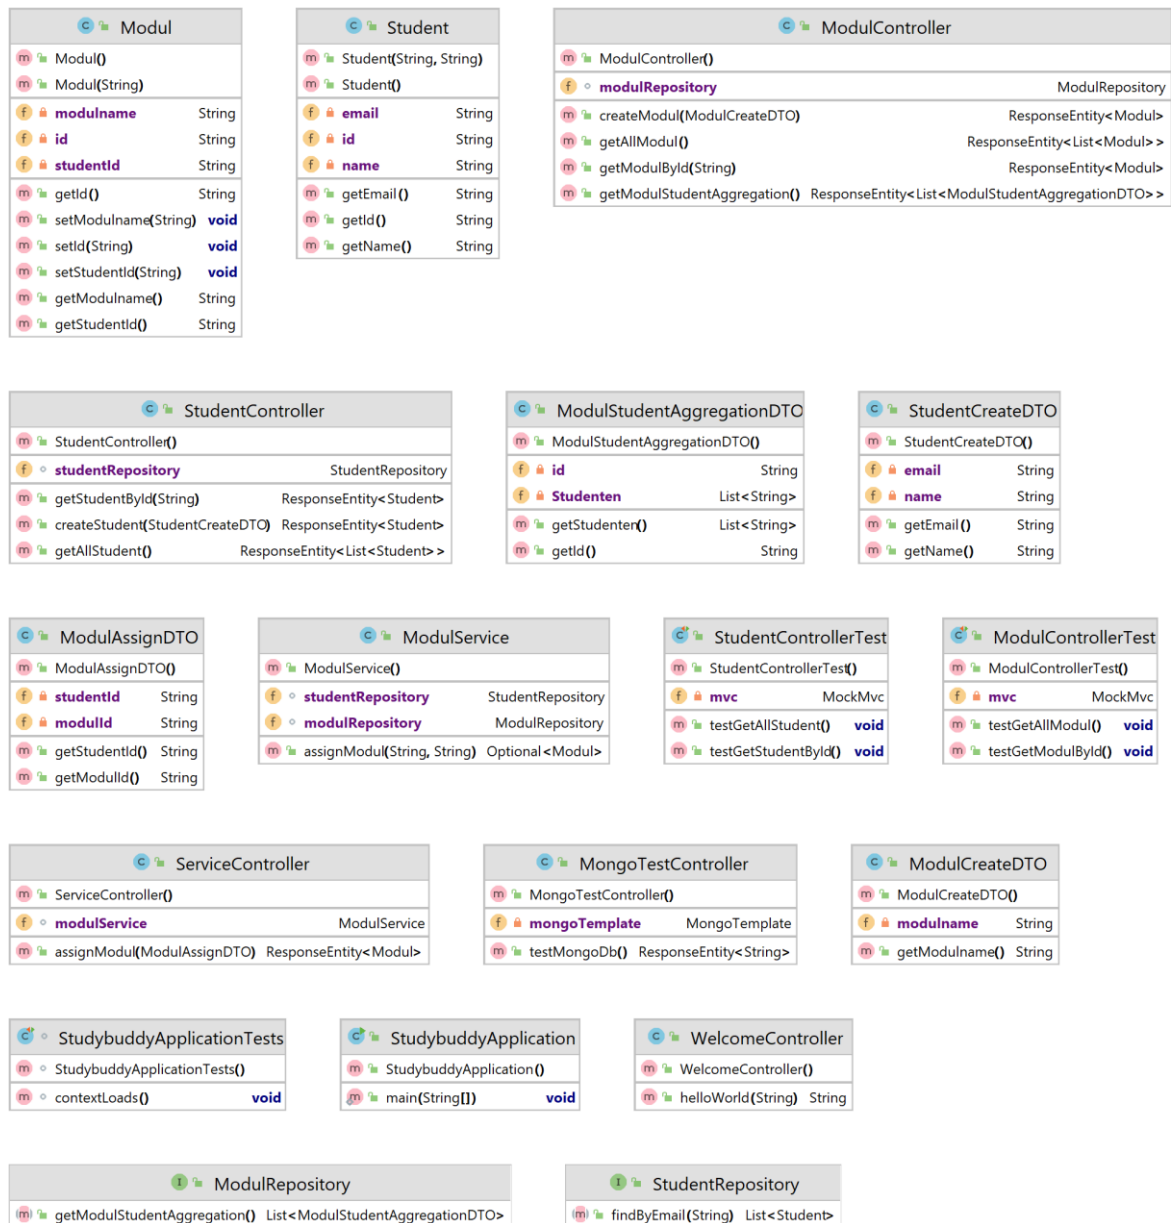 Modul
Modul()
Modul(String)
modulname String
id String
studentId String
getId() String
setModulname(String) void
setId(String) void
setStudentId(String) void
getModulname() String
getStudentId() String
Student
Student(String, String)
Student()
email String
id String
name String
getEmail() String
getId() String
getName() String
ModulController
ModulController()
modulRepository ModulRepository
createModul(ModulCreateDTO) ResponseEntity<Modul>
getAllModul() ResponseEntity<List<Modul>>
getModulById(String) ResponseEntity<Modul>
getModulStudentAggregation() ResponseEntity<List<ModulStudentAggregationDTO>>
StudentController
StudentController()
studentRepository StudentRepository
getStudentById(String) ResponseEntity<Student>
createStudent(StudentCreateDTO) ResponseEntity<Student>
getAllStudent() ResponseEntity<List<Student>>
ModulStudentAggregationDTO
ModulStudentAggregationDTO()
id String
Studenten List<String>
getStudenten() List<String>
getId() String
StudentCreateDTO
StudentCreateDTO()
email String
name String
getEmail() String
getName() String
ModulAssignDTO
ModulAssignDTO()
studentId String
modulId String
getStudentId() String
getModulId() String
ModulService
ModulService()
studentRepository StudentRepository
modulRepository ModulRepository
assignModul(String, String) Optional<Modul>
StudentControllerTest
StudentControllerTest()
mvc MockMvc
testGetAllStudent() void
testGetStudentById() void
ModulControllerTest
ModulControllerTest()
mvc MockMvc
testGetAllModul() void
testGetModulById() void
ServiceController
ServiceController()
modulService ModulService
assignModul(ModulAssignDTO) ResponseEntity<Modul>
MongoTestController
MongoTestController()
mongoTemplate MongoTemplate
testMongoDb() ResponseEntity<String>
ModulCreateDTO
ModulCreateDTO()
modulname String
getModulname() String
StudybuddyApplicationTests
StudybuddyApplicationTests()
contextLoads() void
StudybuddyApplication
StudybuddyApplication()
main(String[]) void
WelcomeController
WelcomeController()
helloWorld(String) String
ModulRepository
getModulStudentAggregation() List<ModulStudentAggregationDTO>
StudentRepository
findByEmail(String) List<Student>